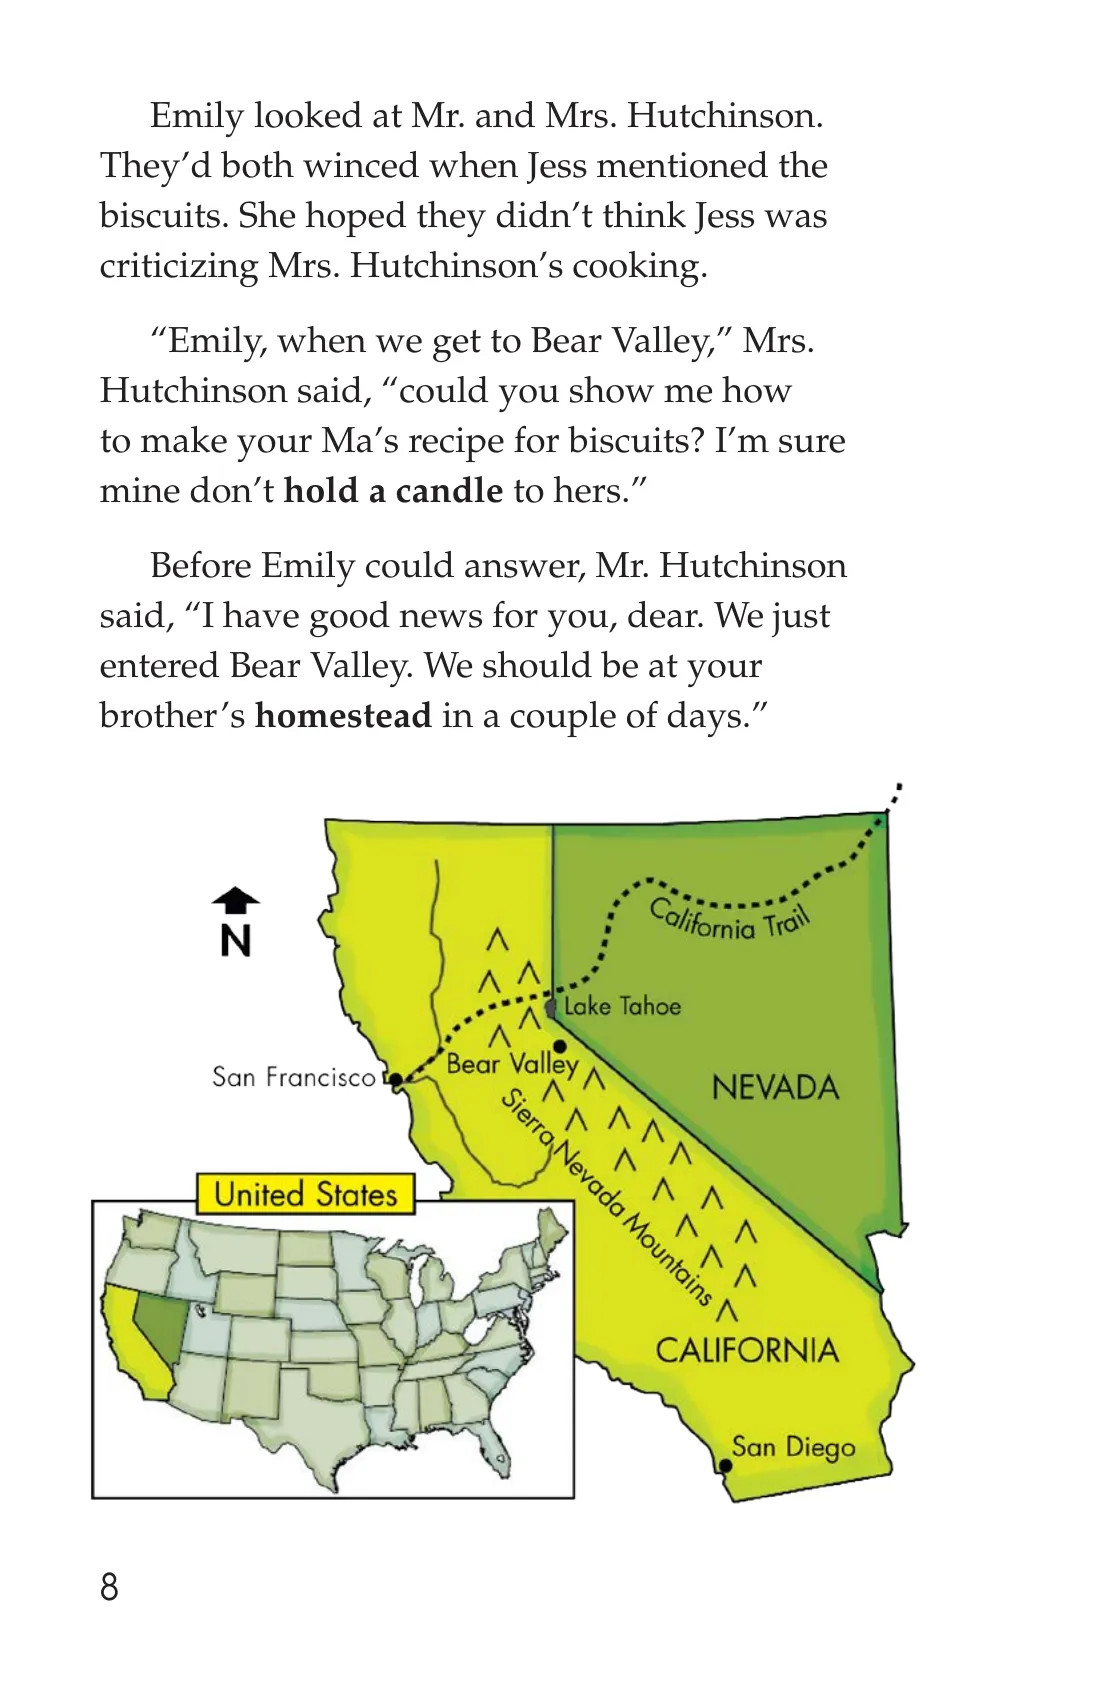 Emily looked at Mr. and Mrs. Hutchinson.
They’d both winced when Jess mentioned the
biscuits. She hoped they didn’t think Jess was
criticizing Mrs. Hutchinson’s cooking.
“Emily, when we get to Bear Valley,” Mrs.
Hutchinson said, “could you show me how
to make your Ma’s recipe for biscuits? I’m sure
mine don’t hold a candle to hers.”
Before Emily could answer, Mr. Hutchinson
said, “I have good news for you, dear. We just
entered Bear Valley. We should be at your
brother’s homestead in a couple of days.”
N
California Trail
Lake Tahoe
Bear Valley
San Francisco
NEVADA
Sierra Nevada Mountains
United States
CALIFORNIA
San Diego
8